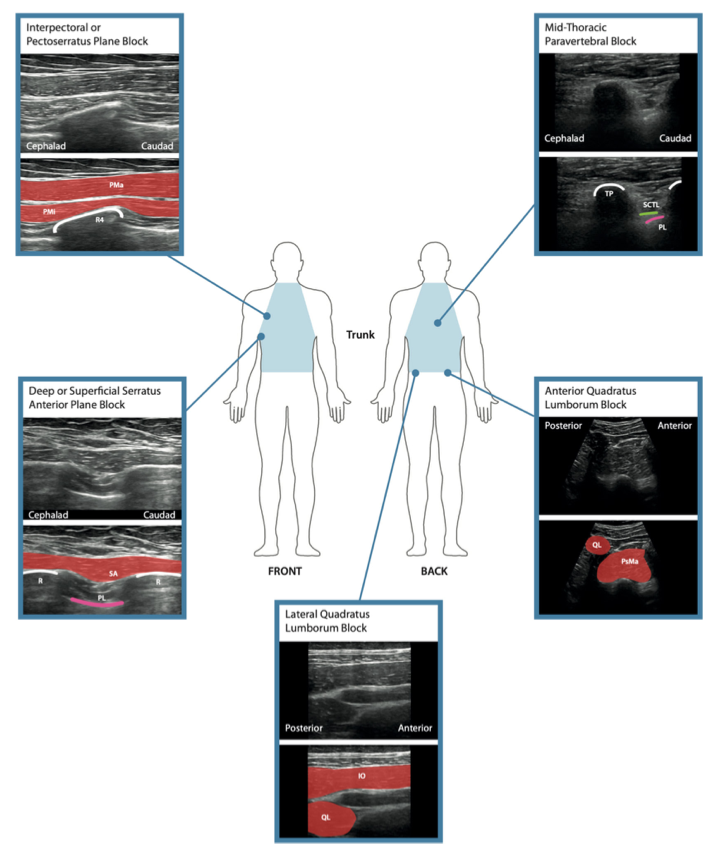 Interpectoral or
Pectoserratus Plane Block
Cephalad
Caudad
PMa
PMi
R4
Mid-Thoracic
Paravertebral Block
Cephalad
Caudad
TP
SCTL
PL
Trunk
Deep or Superficial Serratus
Anterior Plane Block
Cephalad
Caudad
SA
R
R
PL
Anterior Quadratus
Lumborum Block
Posterior
Anterior
QL
PsMa
FRONT
BACK
Lateral Quadratus
Lumborum Block
Posterior
Anterior
IO
QL